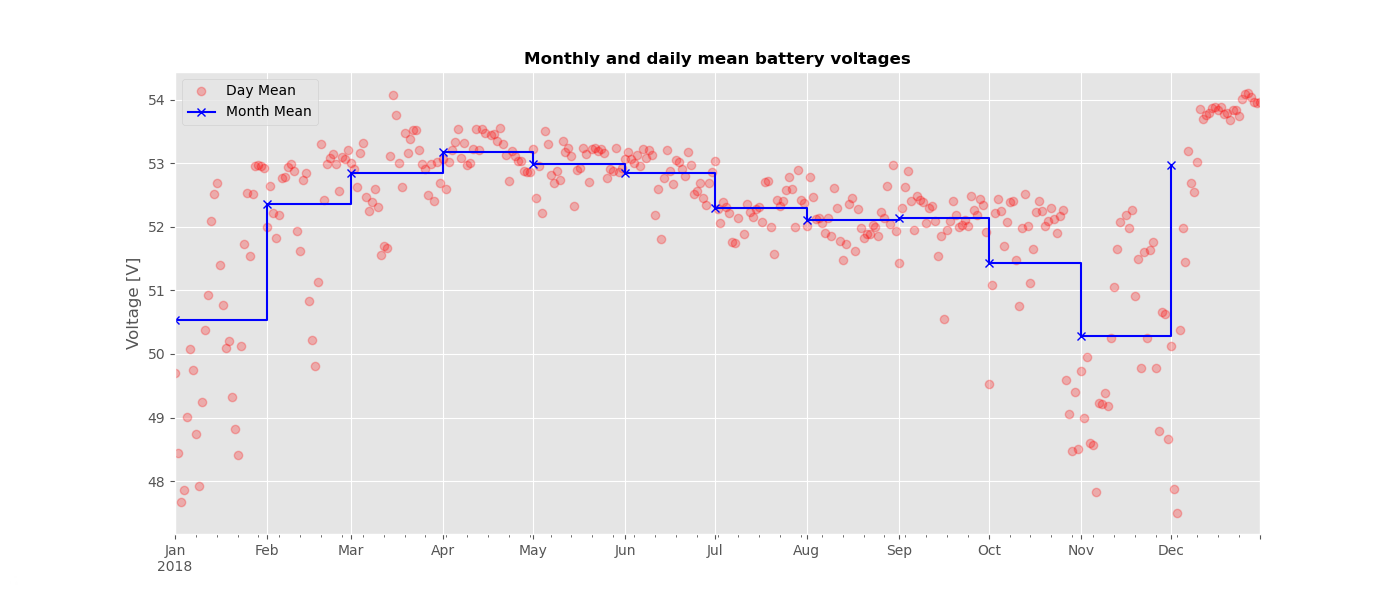 Monthly and daily mean battery voltages
Day Mean
Month Mean
Voltage [V]
54
53
52
51
50
49
48
Jan Feb Mar Apr May Jun Jul Aug Sep Oct Nov Dec
2018